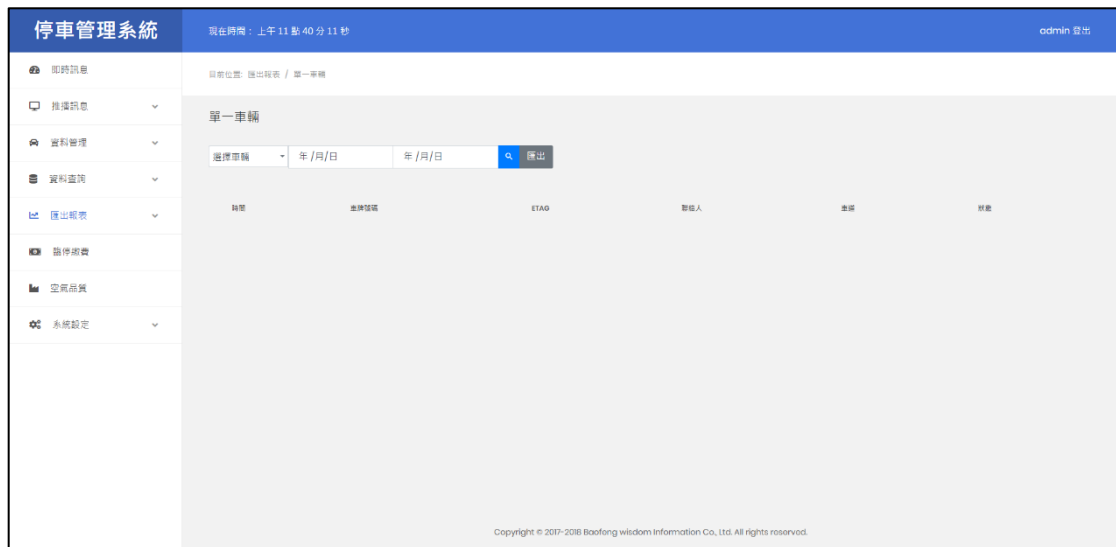 停車管理系統
現在時間： 上午 11 點 40 分 11 秒
admin 登出
即時訊息
推播訊息
資料管理
資料查詢
匯出報表
臨停繳費
空氣品質
系統設定
目前位置: 匯出報表 / 單一車輛
單一車輛
選擇車輛 年 /月/日 年 /月/日 匯出
時間 車牌號碼 ETAG 聯絡人 車道 狀態
Copyright © 2017-2018 Baofong wisdom Information Co., Ltd. All rights reserved.